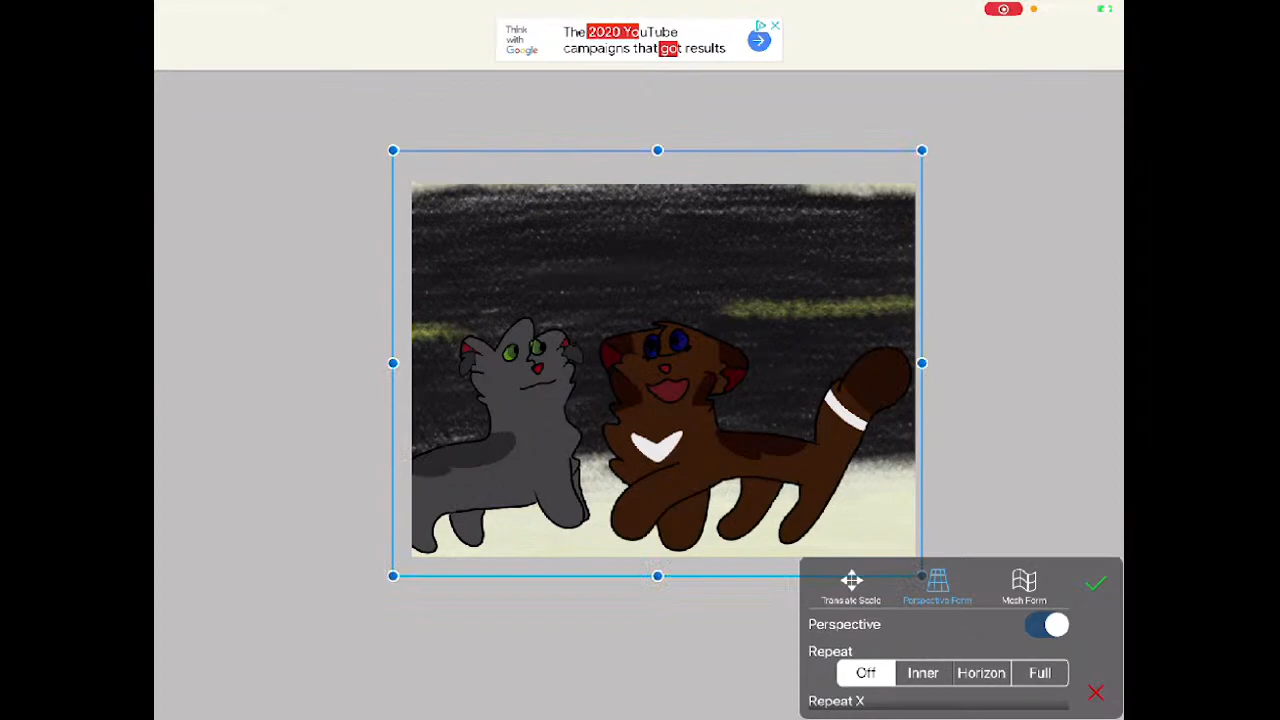 Think
with
Google
The 2020 YouTube
campaigns that got results
Translate Scale
Perspective Form
Mesh Form
Perspective
Repeat
Off
Inner
Horizon
Full
Repeat X